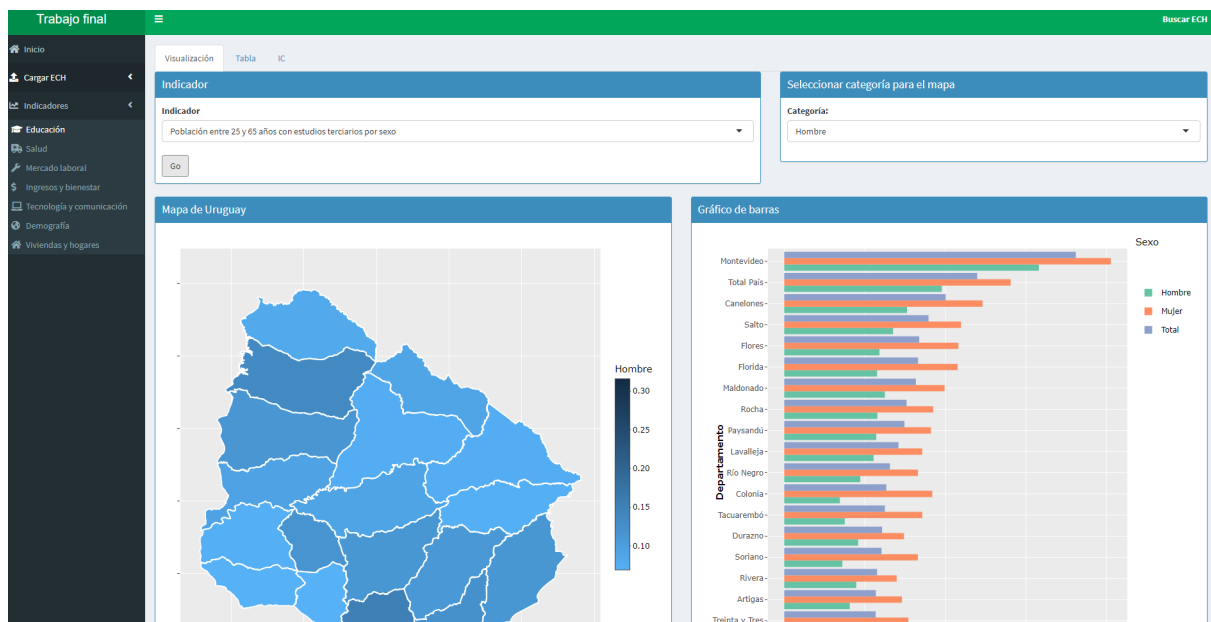 Trabajo final
Buscar ECH
Inicio
Cargar ECH
Indicadores
Educación
Salud
Mercado laboral
Ingresos y bienestar
Tecnología y comunicación
Demografía
Viviendas y hogares
Visualización
Tabla
IC
Indicador
Indicador
Población entre 25 y 65 años con estudios terciarios por sexo
Go
Seleccionar categoría para el mapa
Categoría:
Hombre
Mapa de Uruguay
Hombre
0.30
0.25
0.20
0.15
0.10
Gráfico de barras
Departamento
Montevideo
Total País
Canelones
Salto
Flores
Florida
Maldonado
Rocha
Paysandú
Lavalleja
Río Negro
Colonia
Tacuarembó
Durazno
Soriano
Rivera
Artigas
Treinta y Tres
Sexo
Hombre
Mujer
Total